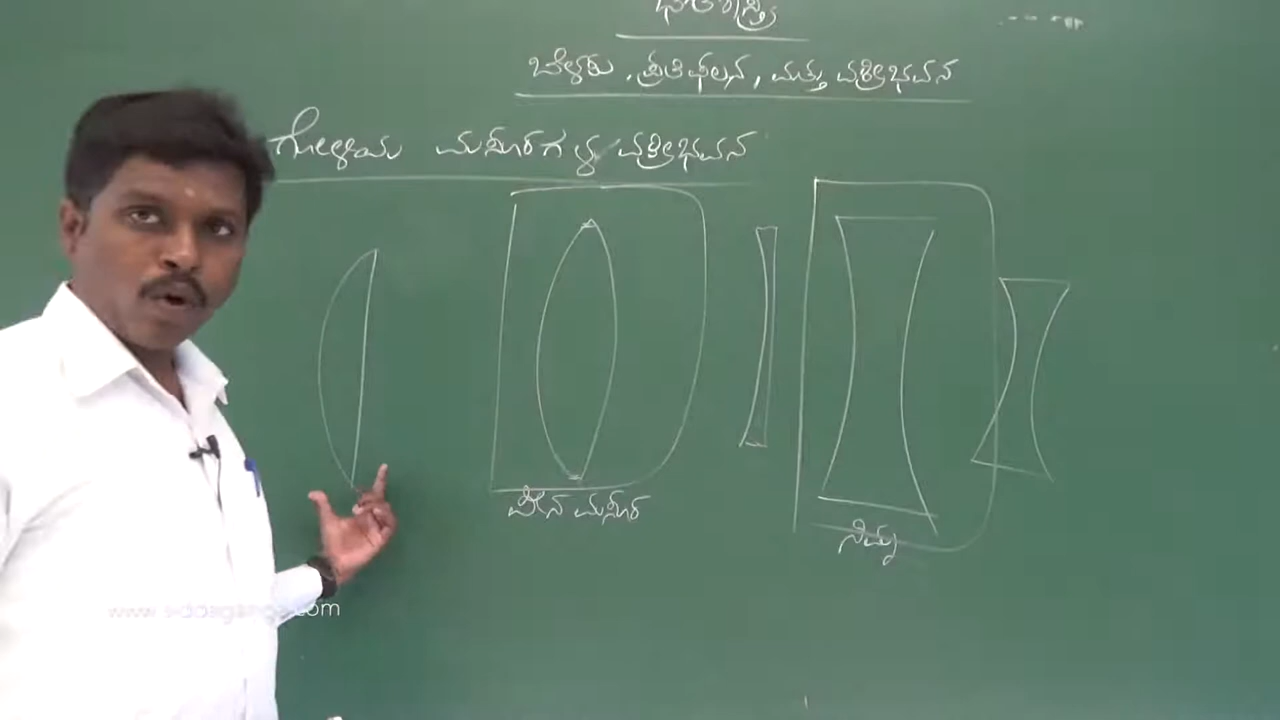 ಭೌತಶಾಸ್ತ್ರ
ಬೆಳಕು, ಪ್ರತಿಫಲನ, ಮತ್ತು ವಕ್ರೀಭವನ
ಗೋಳೀಯ ಮಸೂರಗಳ ವಕ್ರೀಭವನ
ಪೀನ ಮಸೂರ
ನಿಮ್ನ